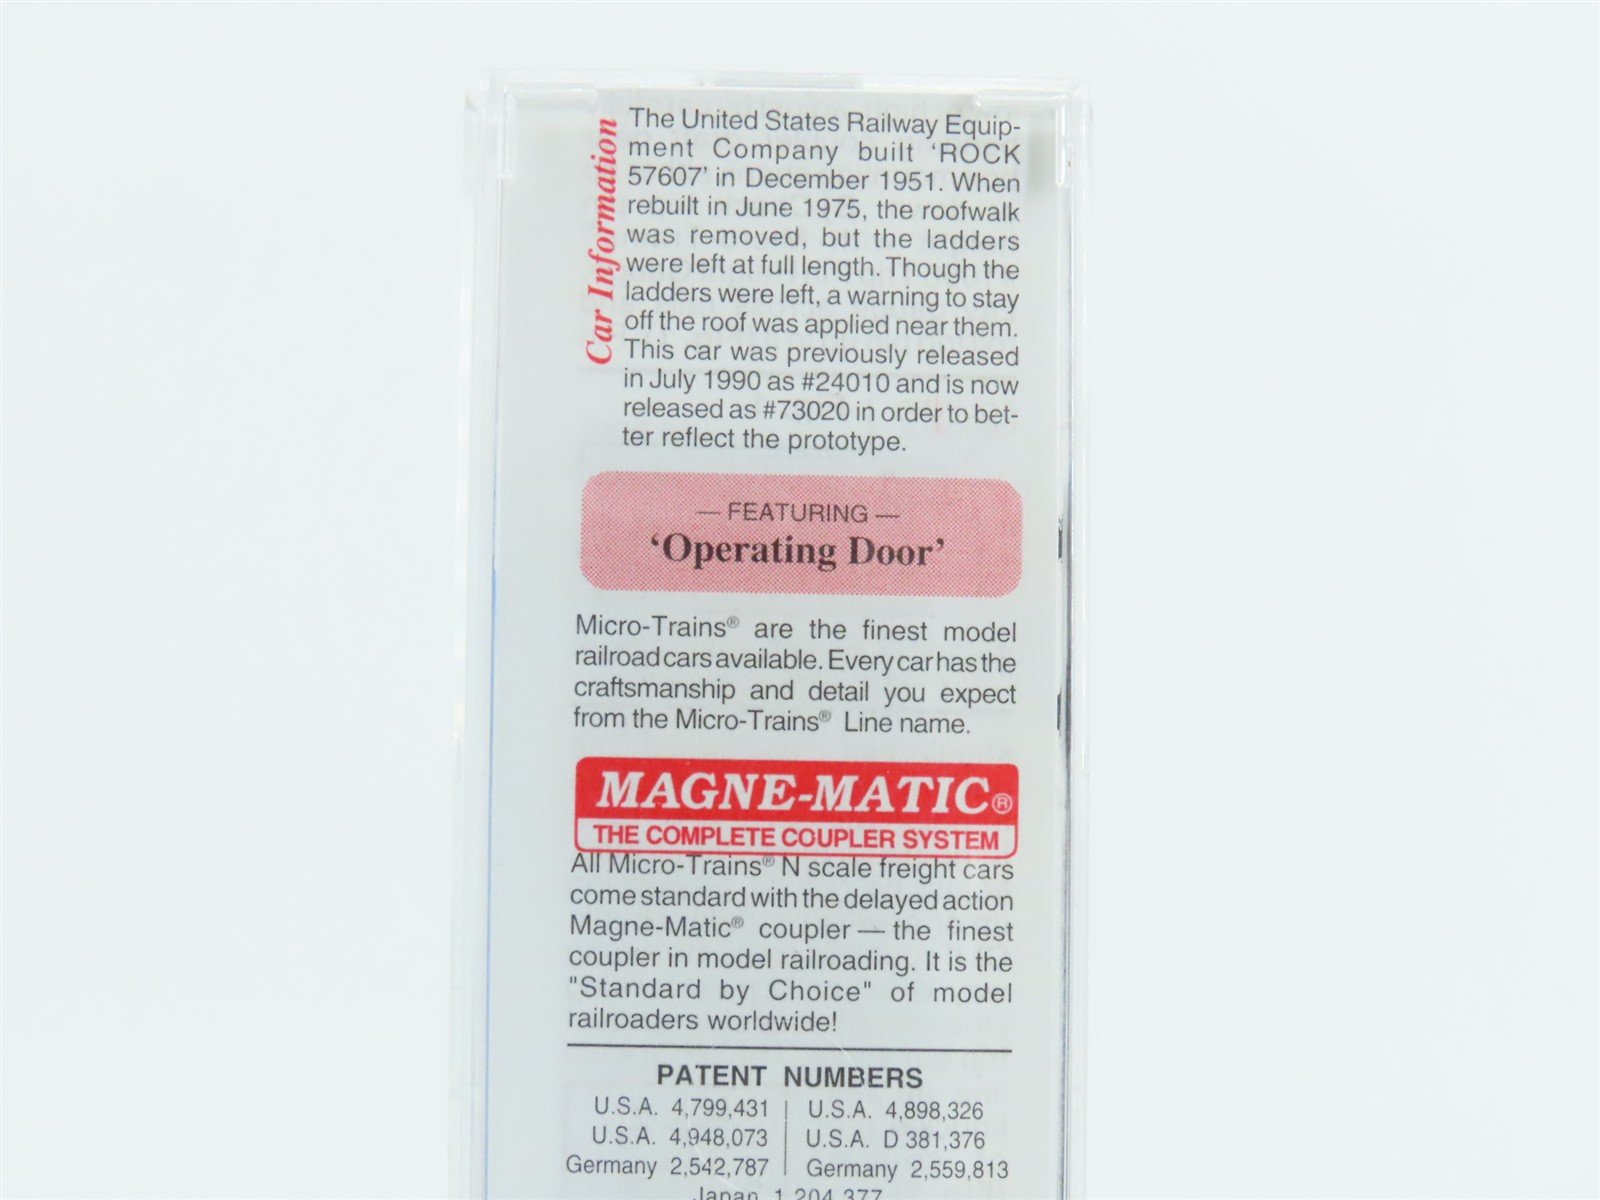 Car Information
The United States Railway Equip-
ment Company built ‘ROCK
57607’ in December 1951. When
rebuilt in June 1975, the roofwalk
was removed, but the ladders
were left at full length. Though the
ladders were left, a warning to stay
off the roof was applied near them.
This car was previously released
in July 1990 as #24010 and is now
released as #73020 in order to bet-
ter reflect the prototype.
— FEATURING —
‘Operating Door’
Micro-Trains® are the finest model
railroad cars available. Every car has the
craftsmanship and detail you expect
from the Micro-Trains® Line name.
MAGNE-MATIC®
THE COMPLETE COUPLER SYSTEM
All Micro-Trains® N scale freight cars
come standard with the delayed action
Magne-Matic® coupler — the finest
coupler in model railroading. It is the
"Standard by Choice" of model
railroaders worldwide!
PATENT NUMBERS
U.S.A. 4,799,431 | U.S.A. 4,898,326
U.S.A. 4,948,073 | U.S.A. D 381,376
Germany 2,542,787 | Germany 2,559,813
Japan 1,204,377